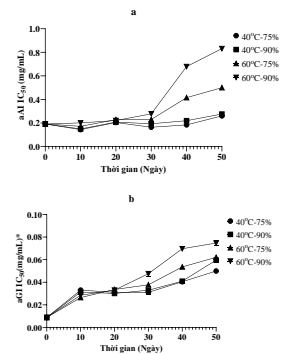 a
aAI IC50 (mg/mL)
1.0
0.8
0.6
0.4
0.2
0.0
0 10 20 30 40 50
Thời gian (Ngày)
40°C-75%
40°C-90%
60°C-75%
60°C-90%
b
aGI IC50(mg/mL)*
0.10
0.08
0.06
0.04
0.02
0.00
0 10 20 30 40 50
Thời gian (Ngày)
40°C-75%
40°C-90%
60°C-75%
60°C-90%